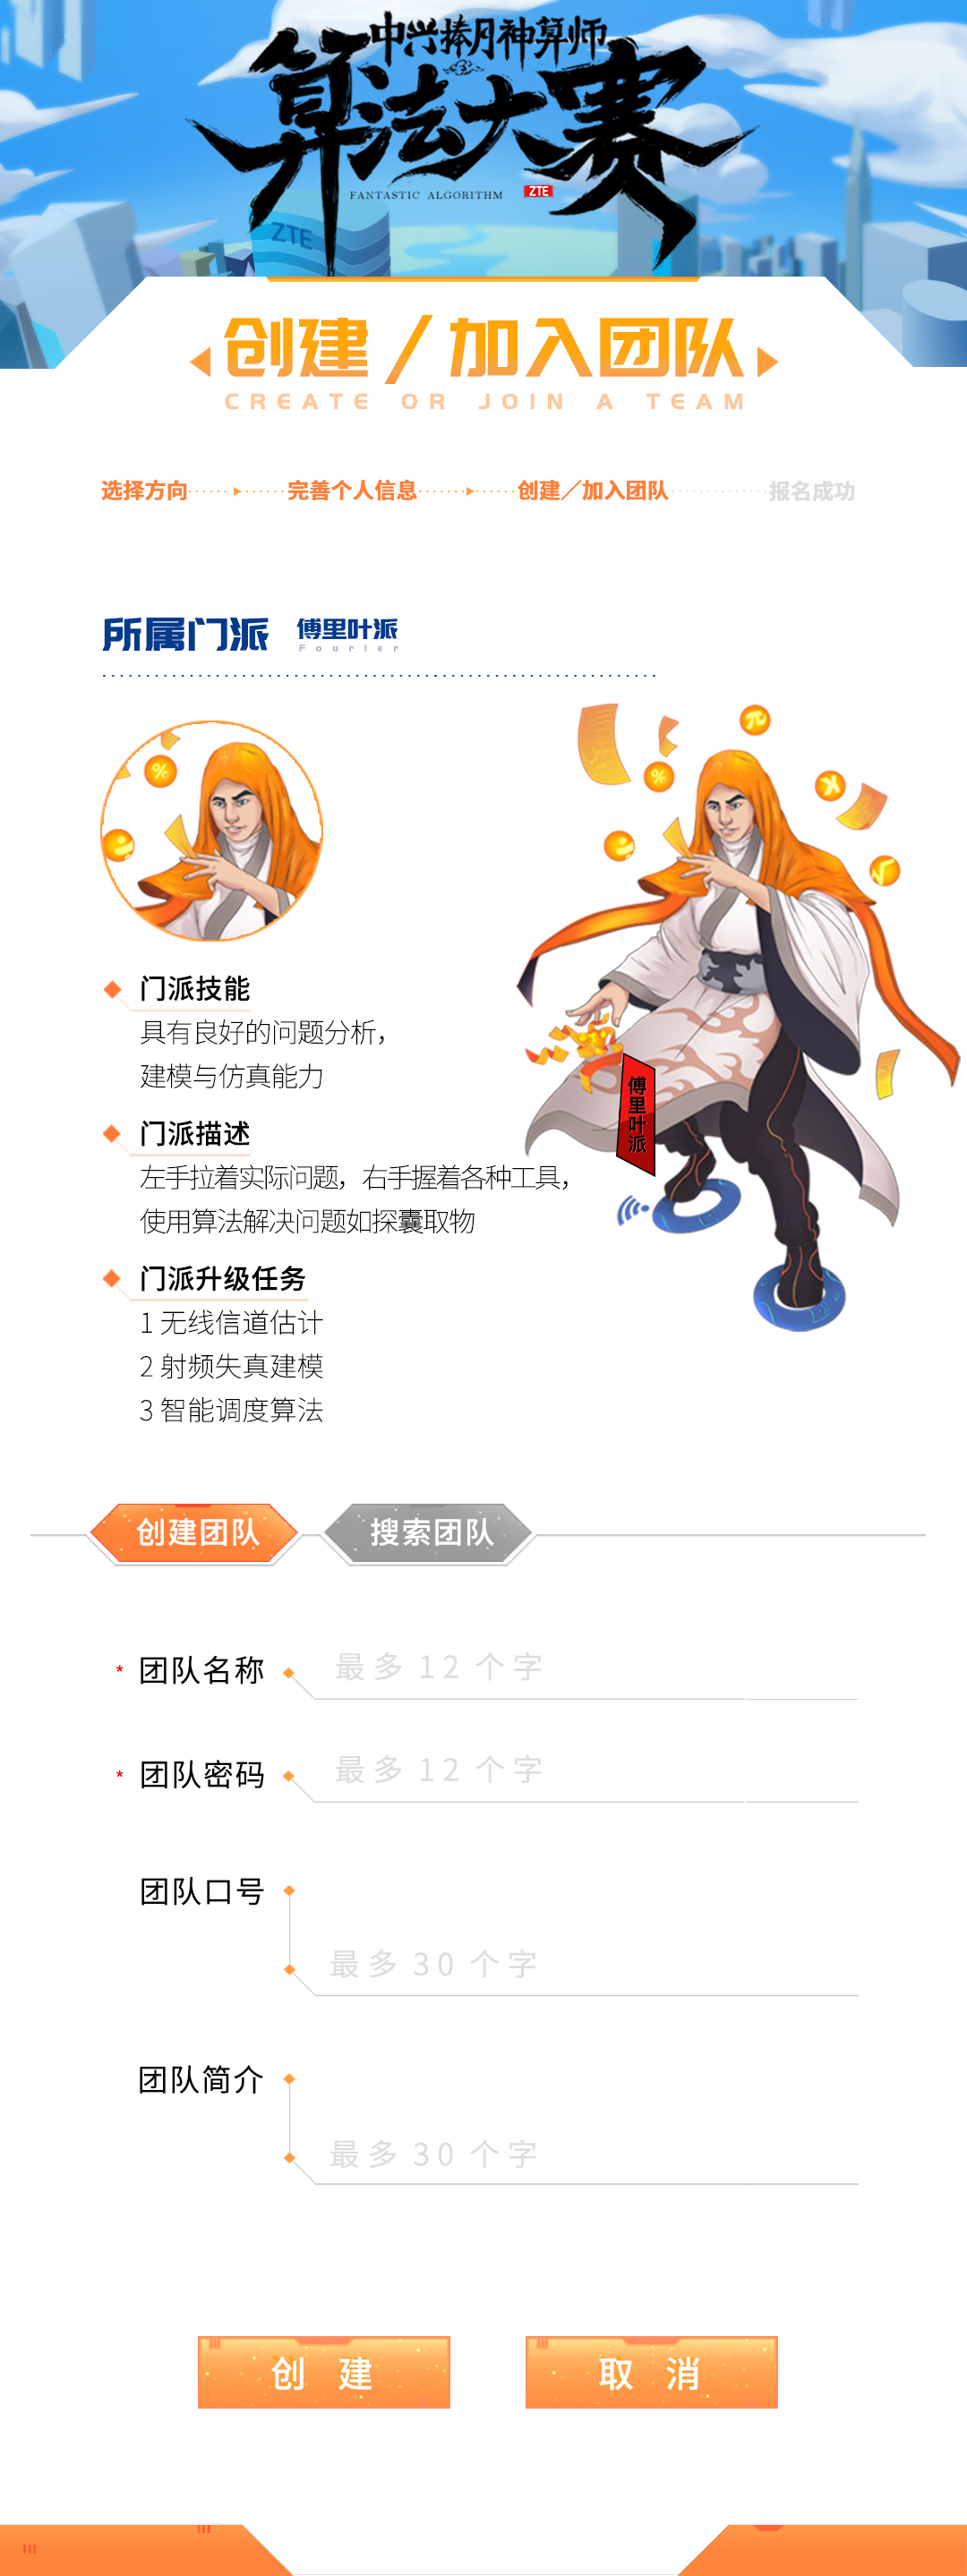 中兴捧月神算师
算法大赛
FANTASTIC ALGORITHM ZTE
ZTE
创建／加入团队
CREATE OR JOIN A TEAM
选择方向 完善个人信息 创建／加入团队 报名成功
所属门派 傅里叶派
Fourier
门派技能
具有良好的问题分析，
建模与仿真能力
傅里叶派
门派描述
左手拉着实际问题，右手握着各种工具，
使用算法解决问题如探囊取物
门派升级任务
1 无线信道估计
2 射频失真建模
3 智能调度算法
创建团队 搜索团队
* 团队名称 最多 12 个字
* 团队密码 最多 12 个字
团队口号
最多 30 个字
团队简介
最多 30 个字
创 建 取 消